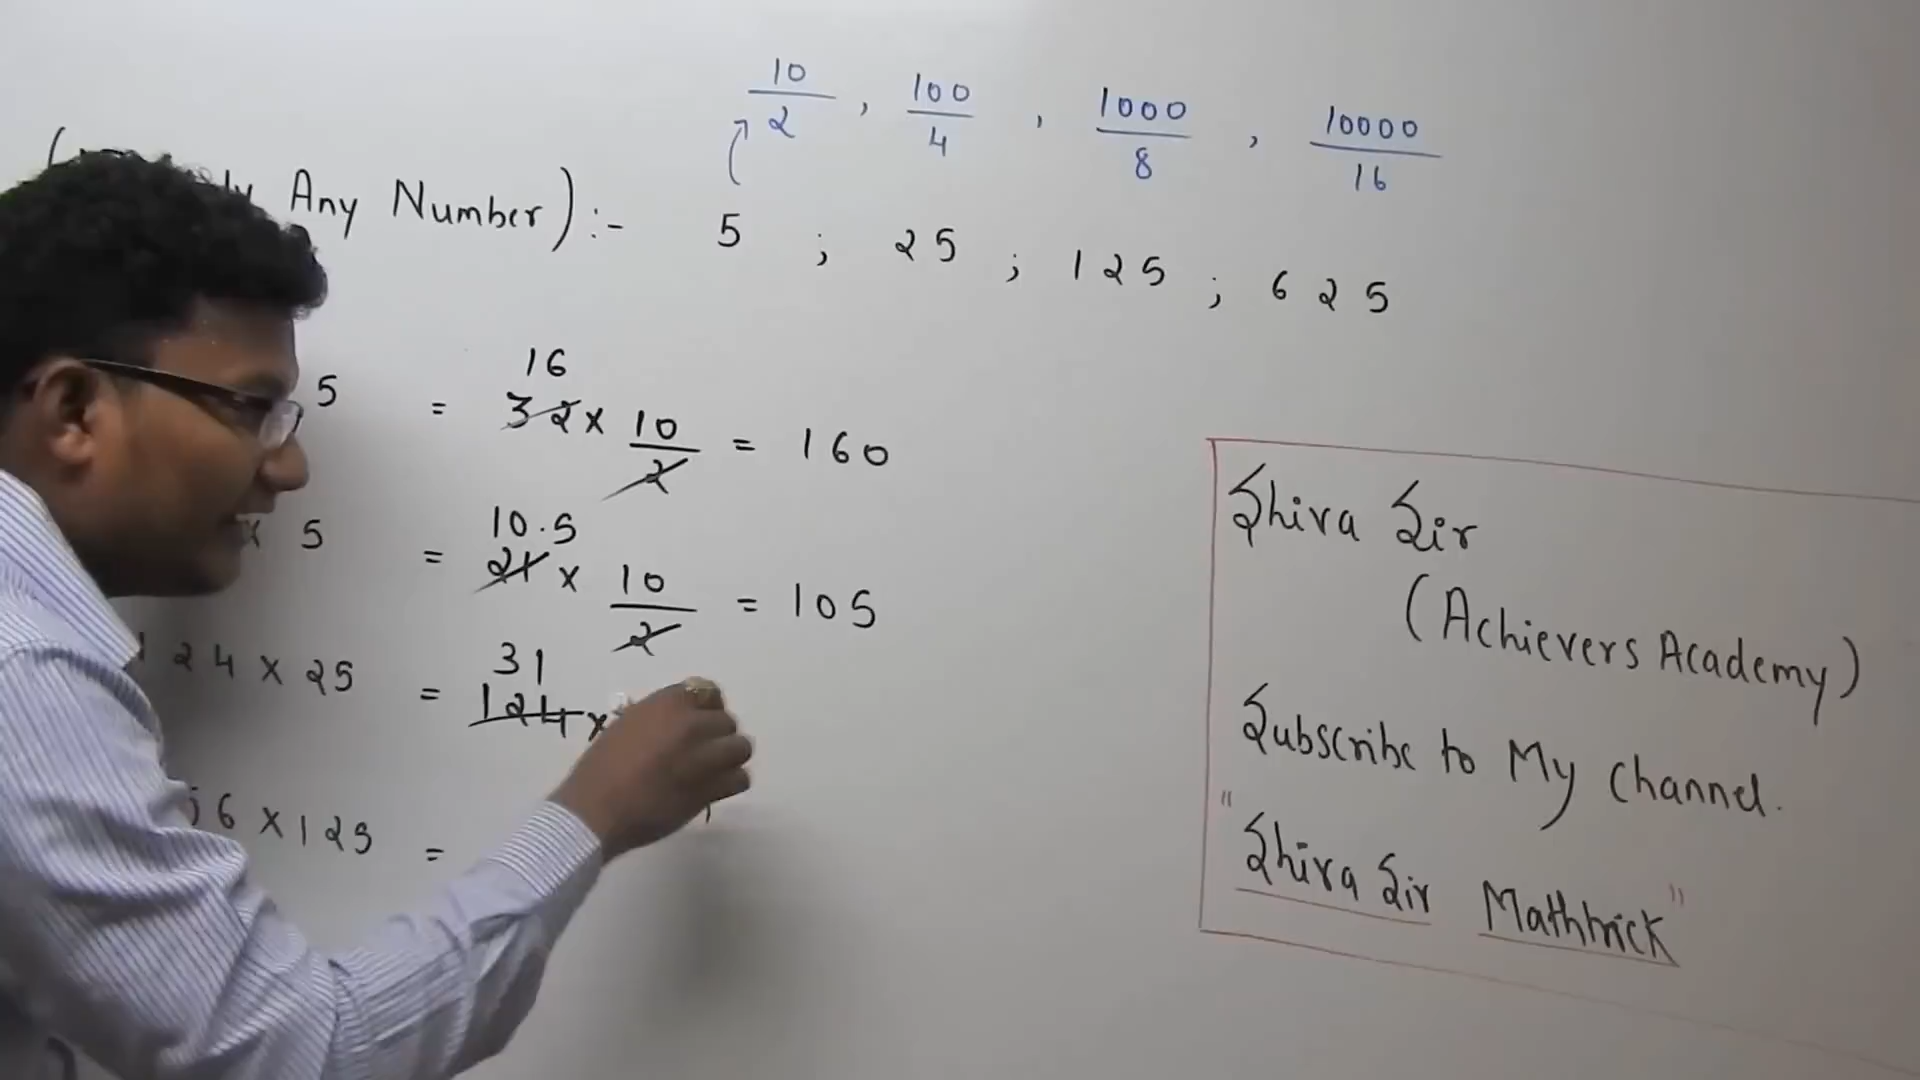 10/2 , 100/4 , 1000/8 , 10000/16
( Any Number) :- 5 ; 25 ; 125 ; 625
5 = 32 × 10/2 = 160
16
× 5 = 21 × 10/2 = 105
10.5
124 × 25 = 124 ×
31
56 × 125 =
Shiva Sir
(Achievers Academy)
Subscribe to My Channel.
"Shiva Sir Mathtrick"